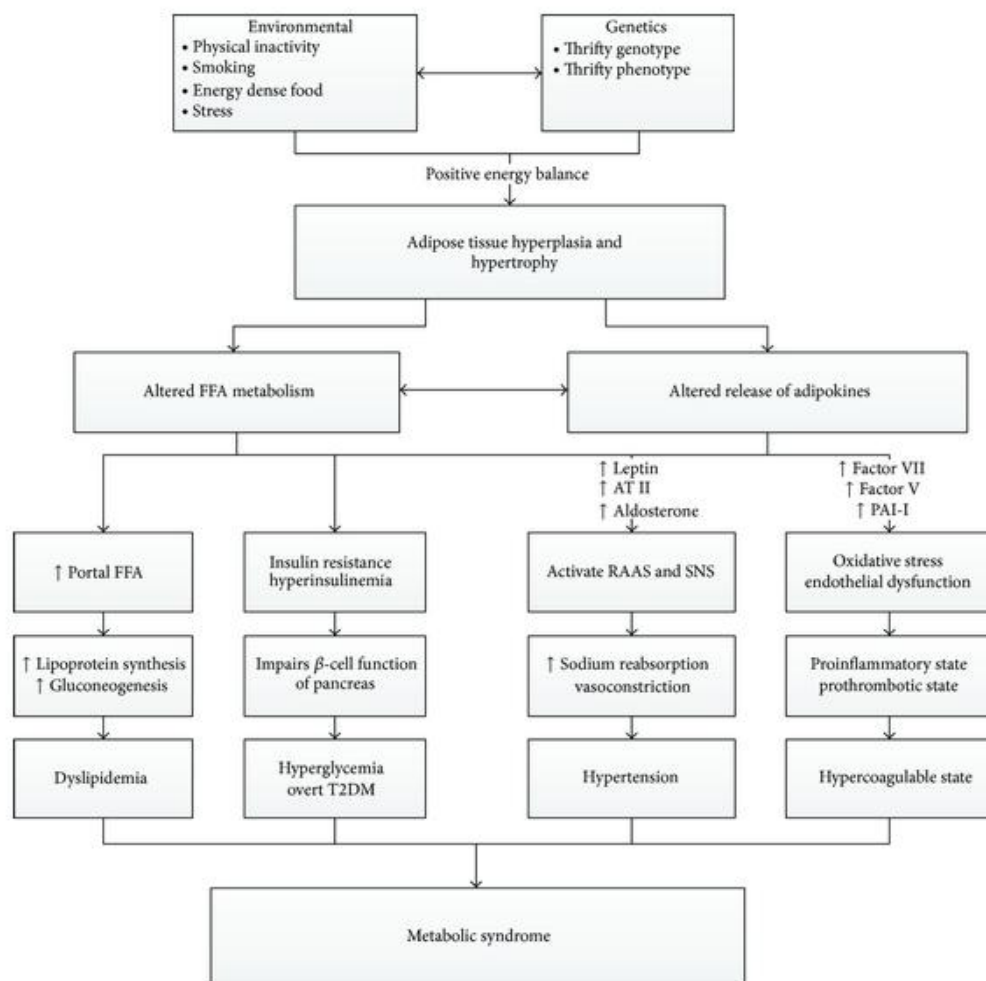 Environmental
• Physical inactivity
• Smoking
• Energy dense food
• Stress
Genetics
• Thrifty genotype
• Thrifty phenotype
Positive energy balance
Adipose tissue hyperplasia and
hypertrophy
Altered FFA metabolism
Altered release of adipokines
↑ Leptin
↑ AT II
↑ Aldosterone
↑ Factor VII
↑ Factor V
↑ PAI-I
↑ Portal FFA
Insulin resistance
hyperinsulinemia
Activate RAAS and SNS
Oxidative stress
endothelial dysfunction
↑ Lipoprotein synthesis
↑ Gluconeogenesis
Impairs β-cell function
of pancreas
↑ Sodium reabsorption
vasoconstriction
Proinflammatory state
prothrombotic state
Dyslipidemia
Hyperglycemia
overt T2DM
Hypertension
Hypercoagulable state
Metabolic syndrome